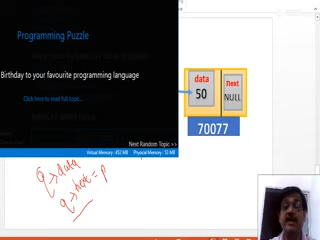 Programming Puzzle
Birthday to your favourite programming language
Click here to read full topic...
Next Random Topic >>
Virtual Memory: 452 MB | Physical Memory: 52 MB
data
50
Next
NULL
70077
q→data
q→next = p